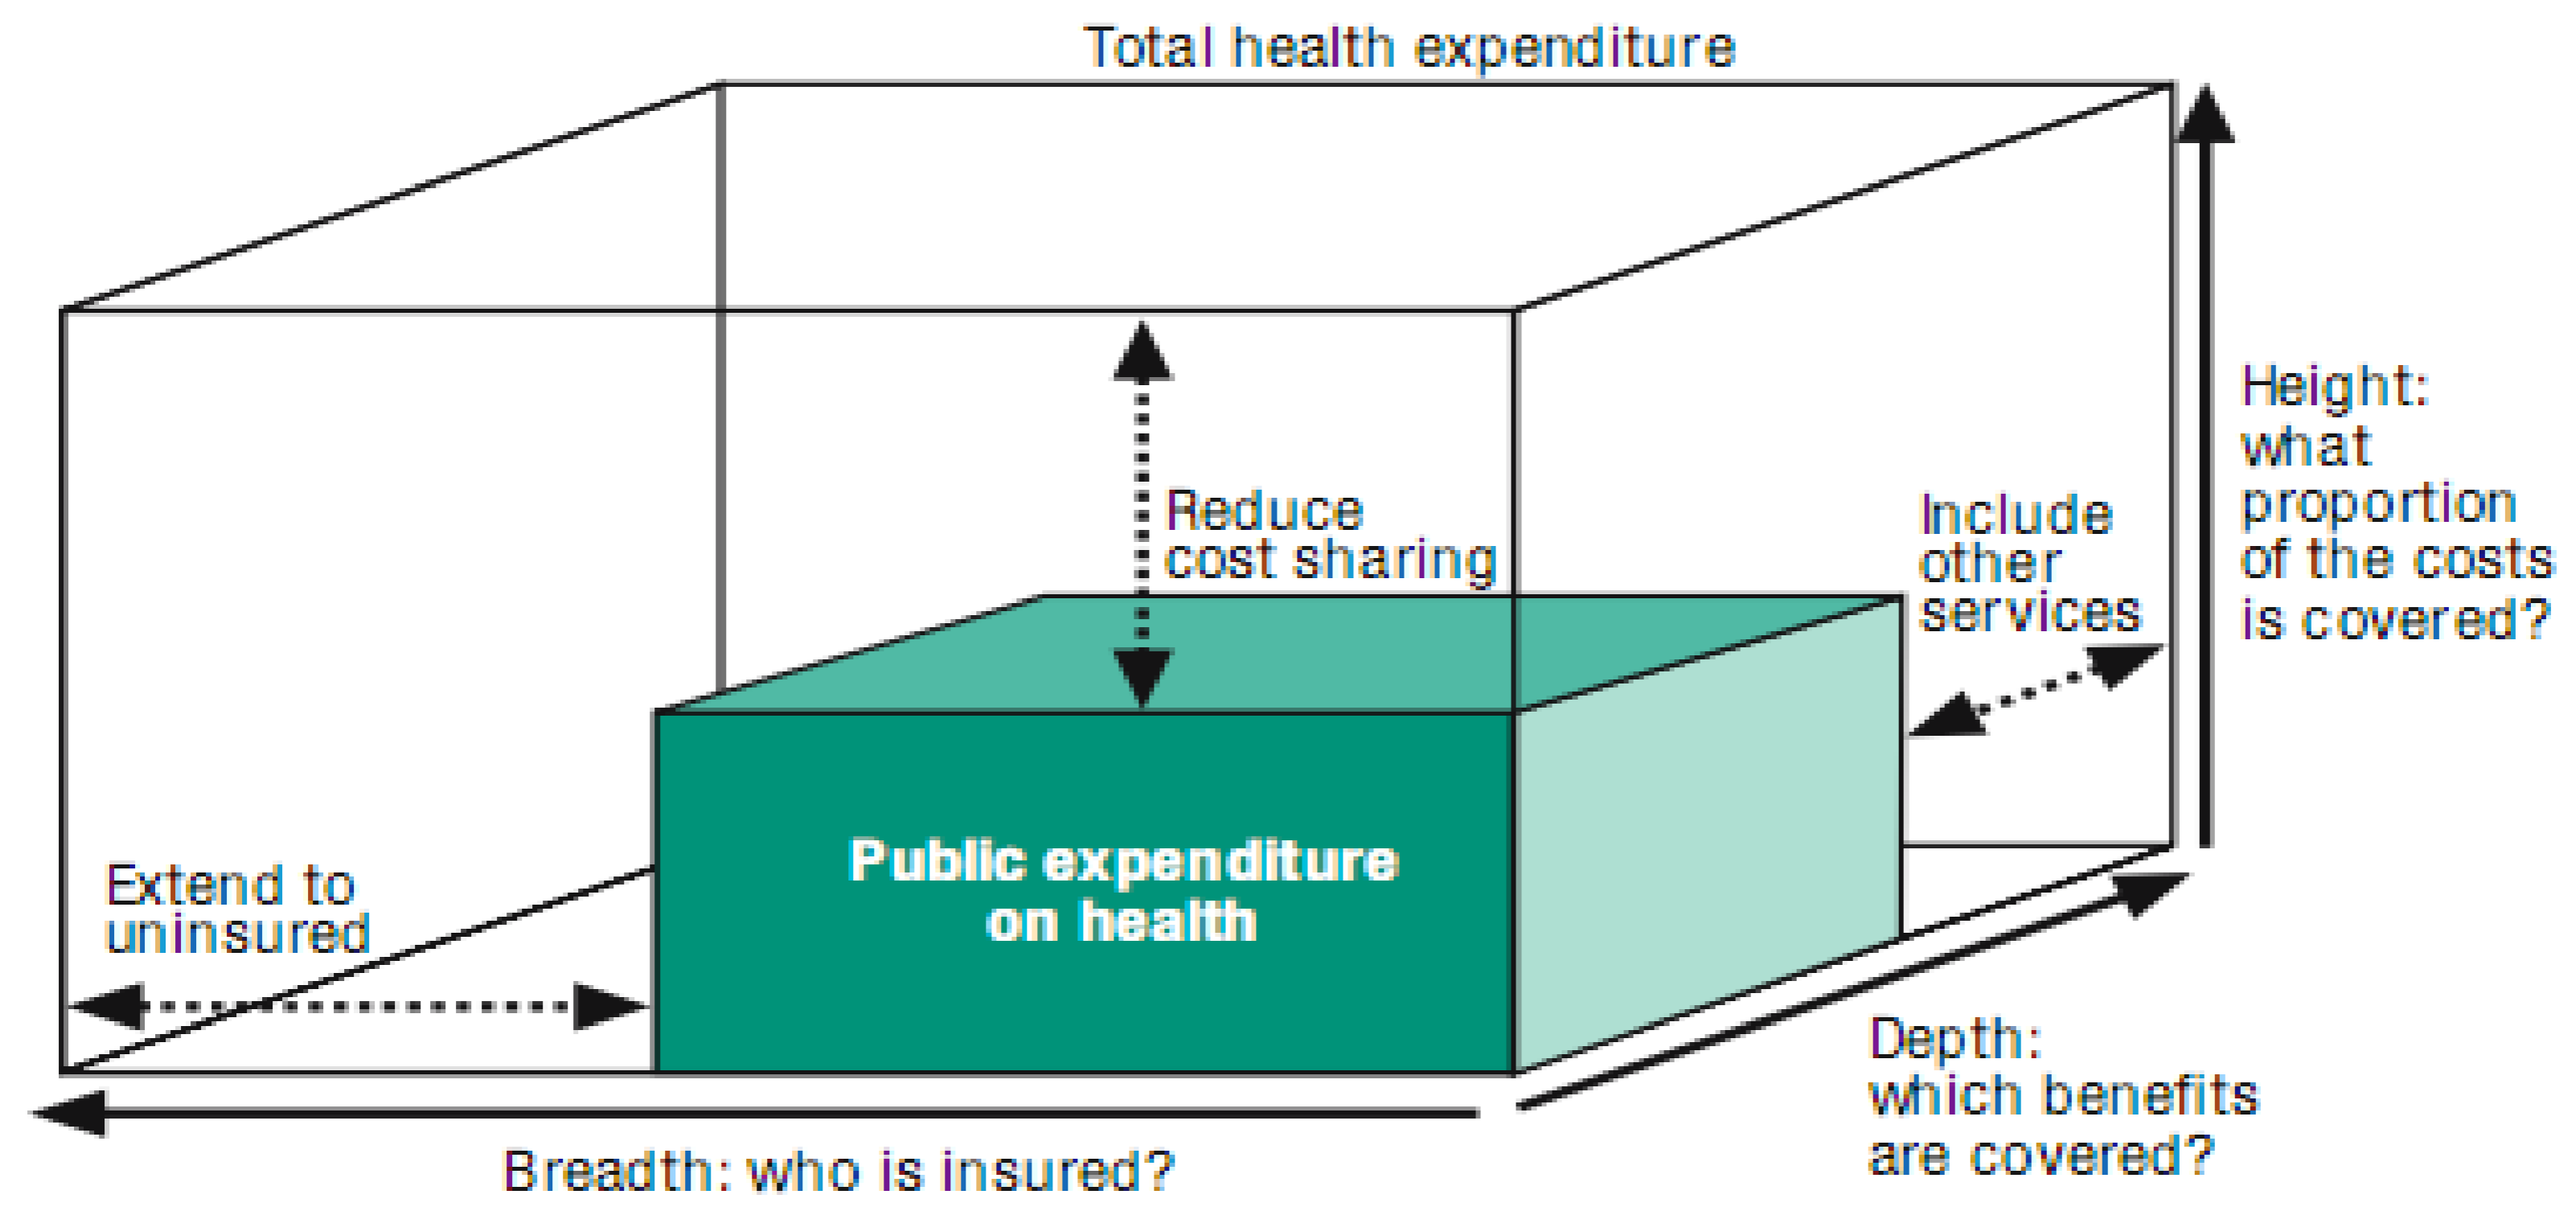 Total health expenditure
Height:
what
proportion
of the costs
is covered?
Reduce
cost sharing
Include
other
services
Extend to
uninsured
Public expenditure
on health
Depth:
which benefits
are covered?
Breadth: who is insured?